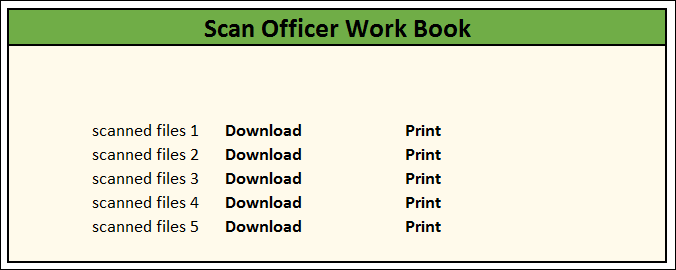 Scan Officer Work Book
scanned files 1 Download Print
scanned files 2 Download Print
scanned files 3 Download Print
scanned files 4 Download Print
scanned files 5 Download Print